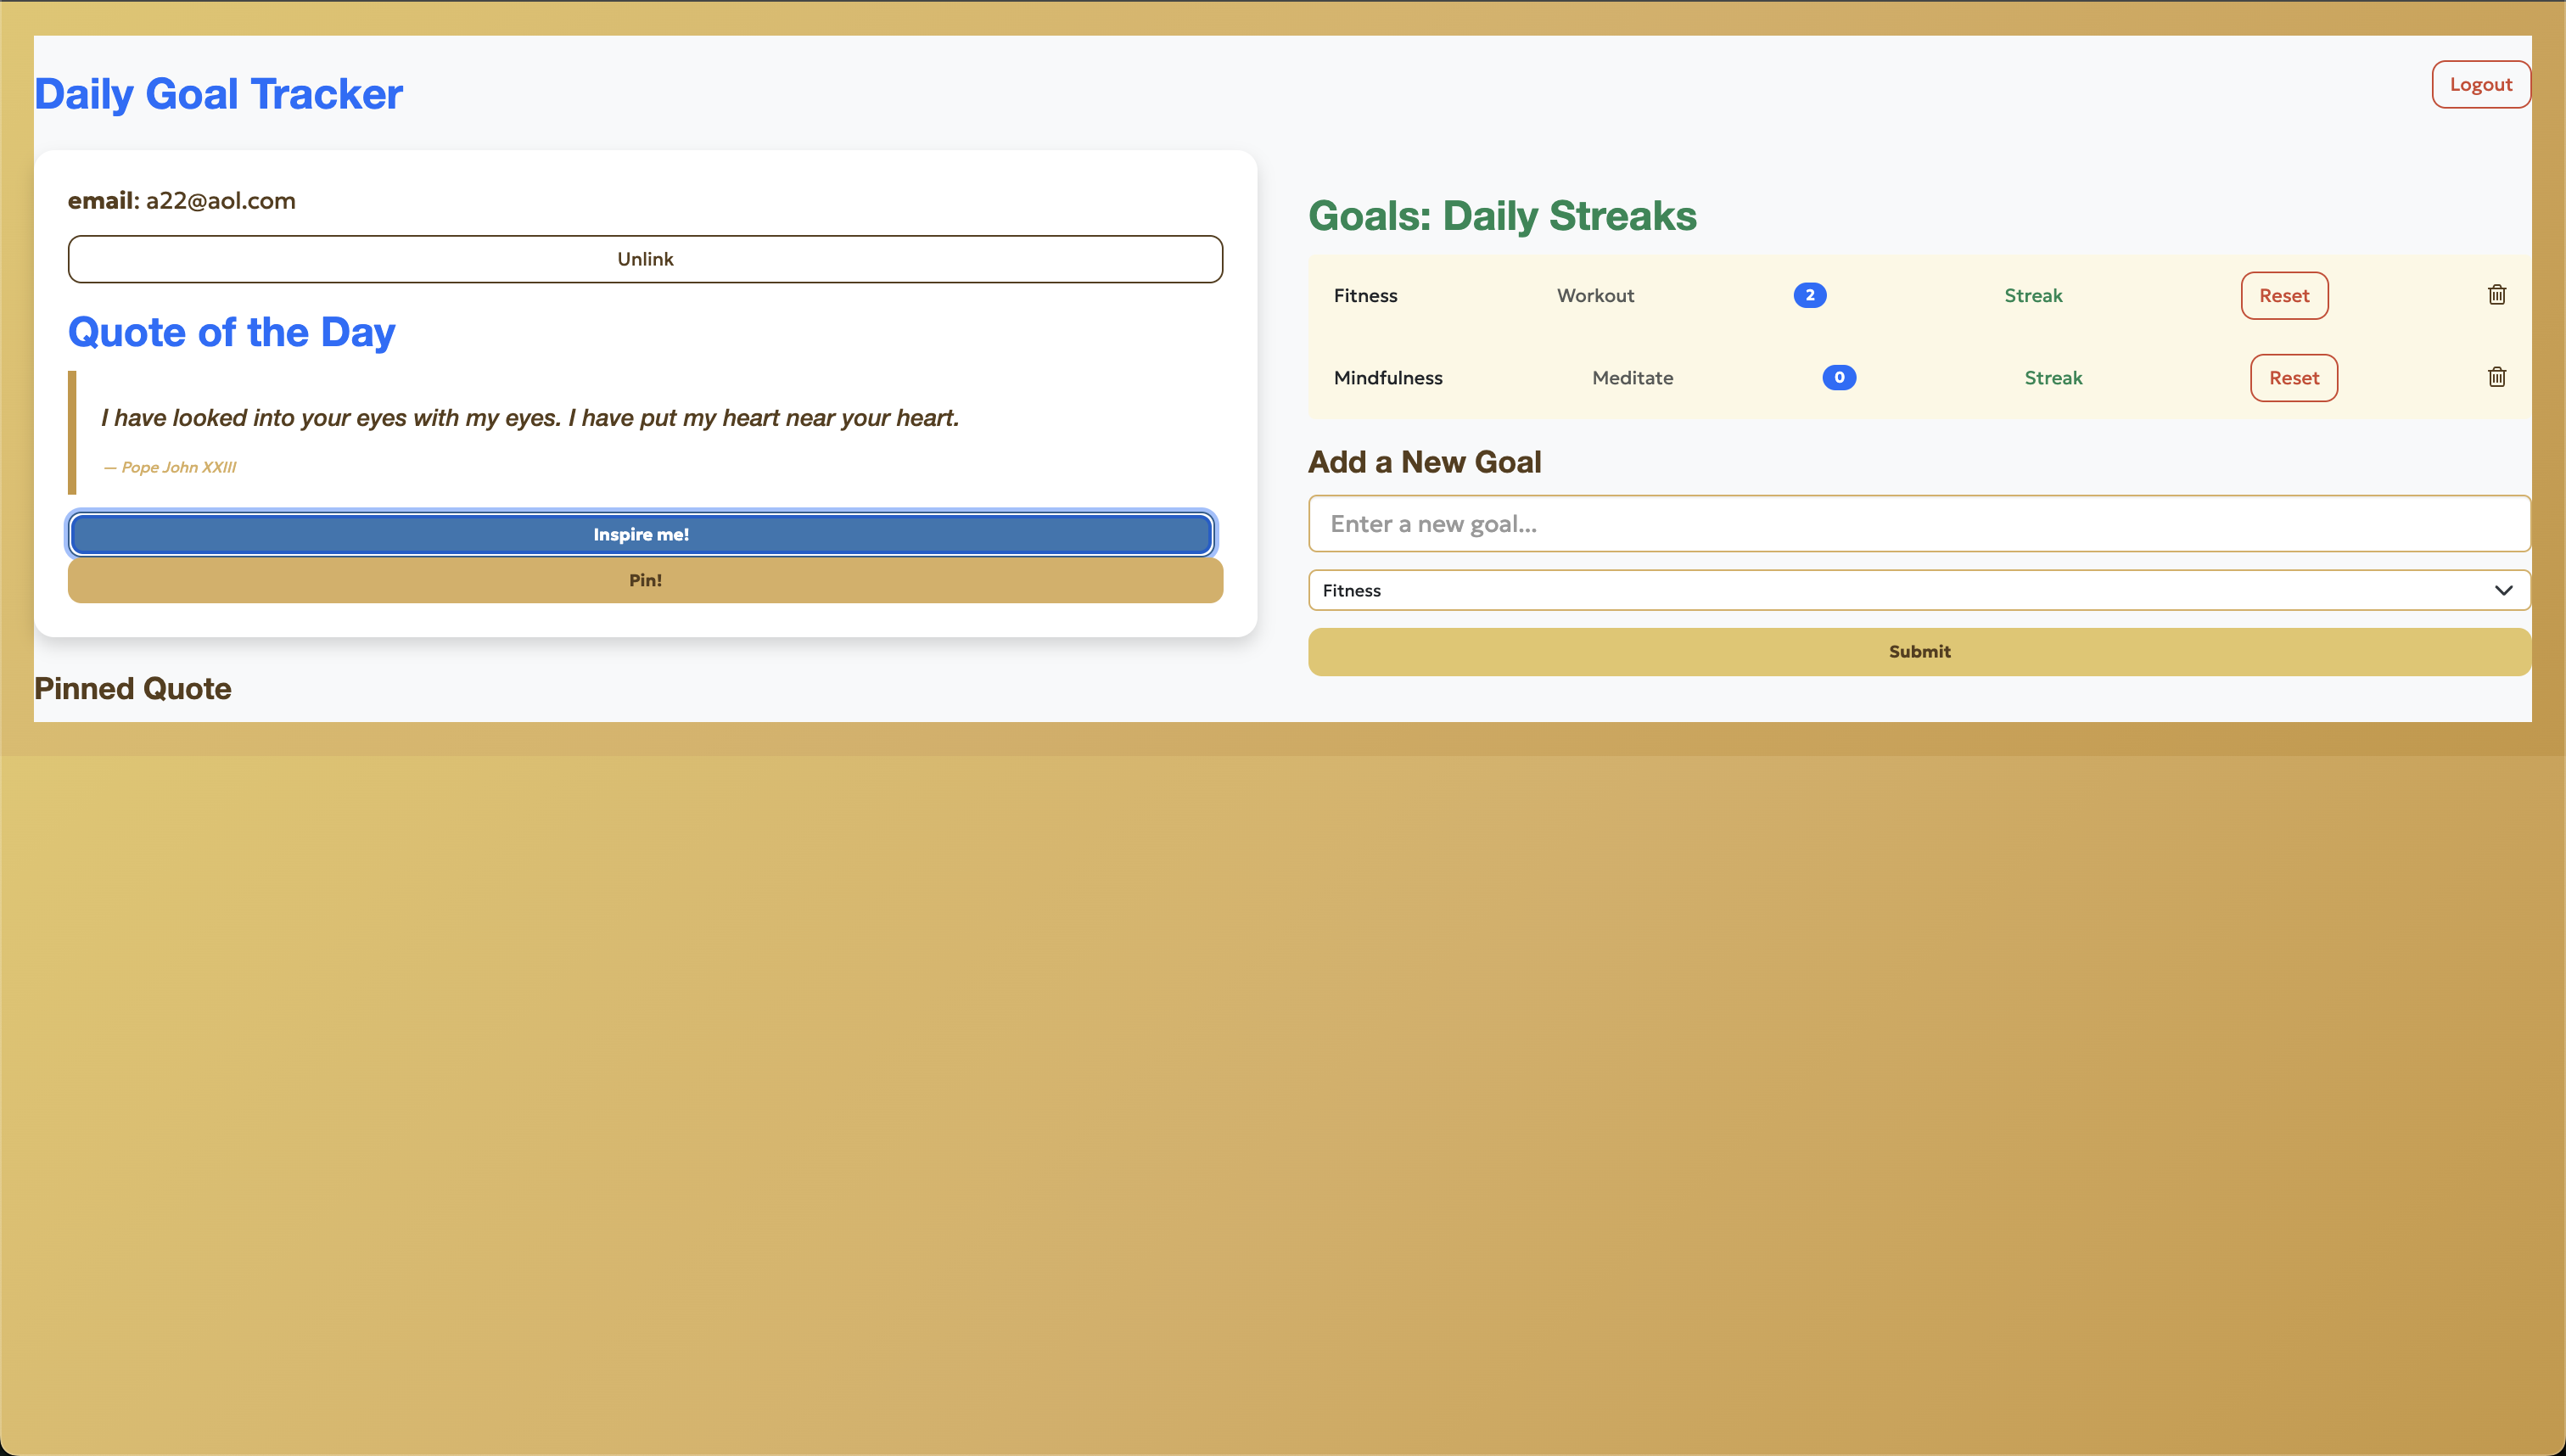 Daily Goal Tracker
Logout
email: a22@aol.com
Unlink
Quote of the Day
I have looked into your eyes with my eyes. I have put my heart near your heart.
— Pope John XXIII
Inspire me!
Pin!
Pinned Quote
Goals: Daily Streaks
Fitness Workout 2 Streak Reset
Mindfulness Meditate 0 Streak Reset
Add a New Goal
Enter a new goal...
Fitness
Submit